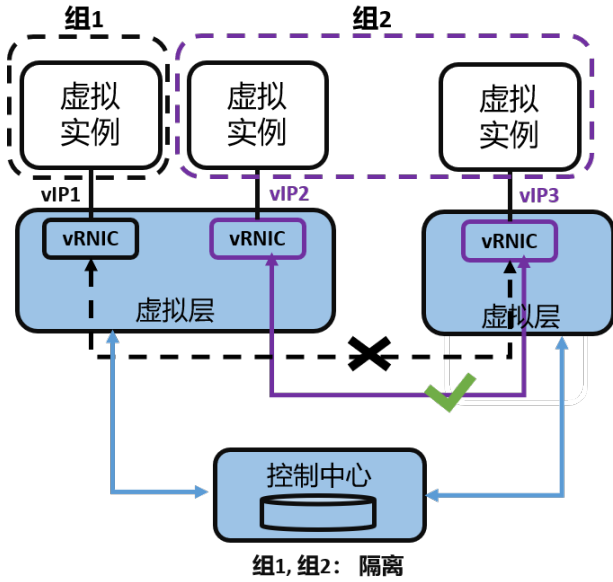 组1
组2
虚拟
实例
虚拟
实例
虚拟
实例
vIP1
vIP2
vIP3
vRNIC
vRNIC
vRNIC
虚拟层
虚拟层
控制中心
组1, 组2: 隔离